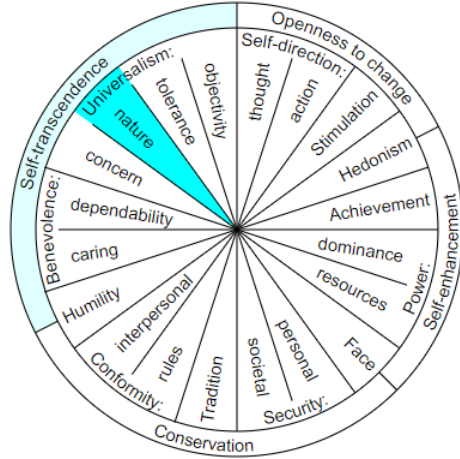 Openness to change
Self-direction:
thought
action
Stimulation
Hedonism
Self-enhancement
Achievement
Power:
dominance
resources
Face
Conservation
Security:
personal
societal
Tradition
Conformity:
rules
interpersonal
Humility
Self-transcendence
Benevolence:
caring
dependability
Universalism:
concern
nature
tolerance
objectivity